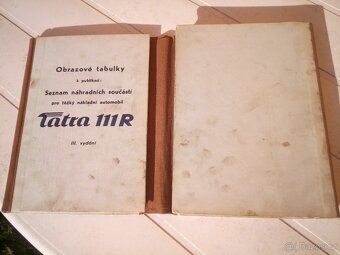 Obrazové tabulky
k publikaci:
Seznam náhradních součástí
pro těžký nákladní automobil
Tatra 111R
III. vydání